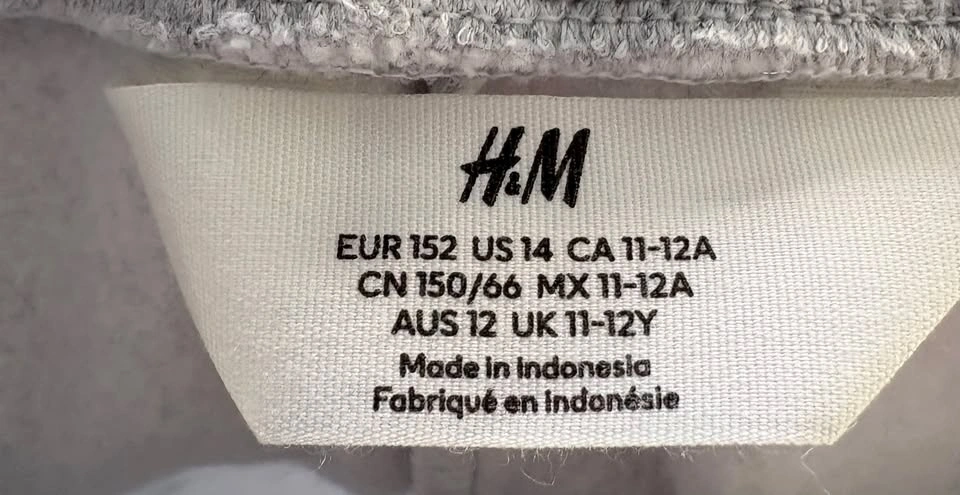 H&M
EUR 152 US 14 CA 11-12A
CN 150/66 MX 11-12A
AUS 12 UK 11-12Y
Made in Indonesia
Fabriqué en Indonésie